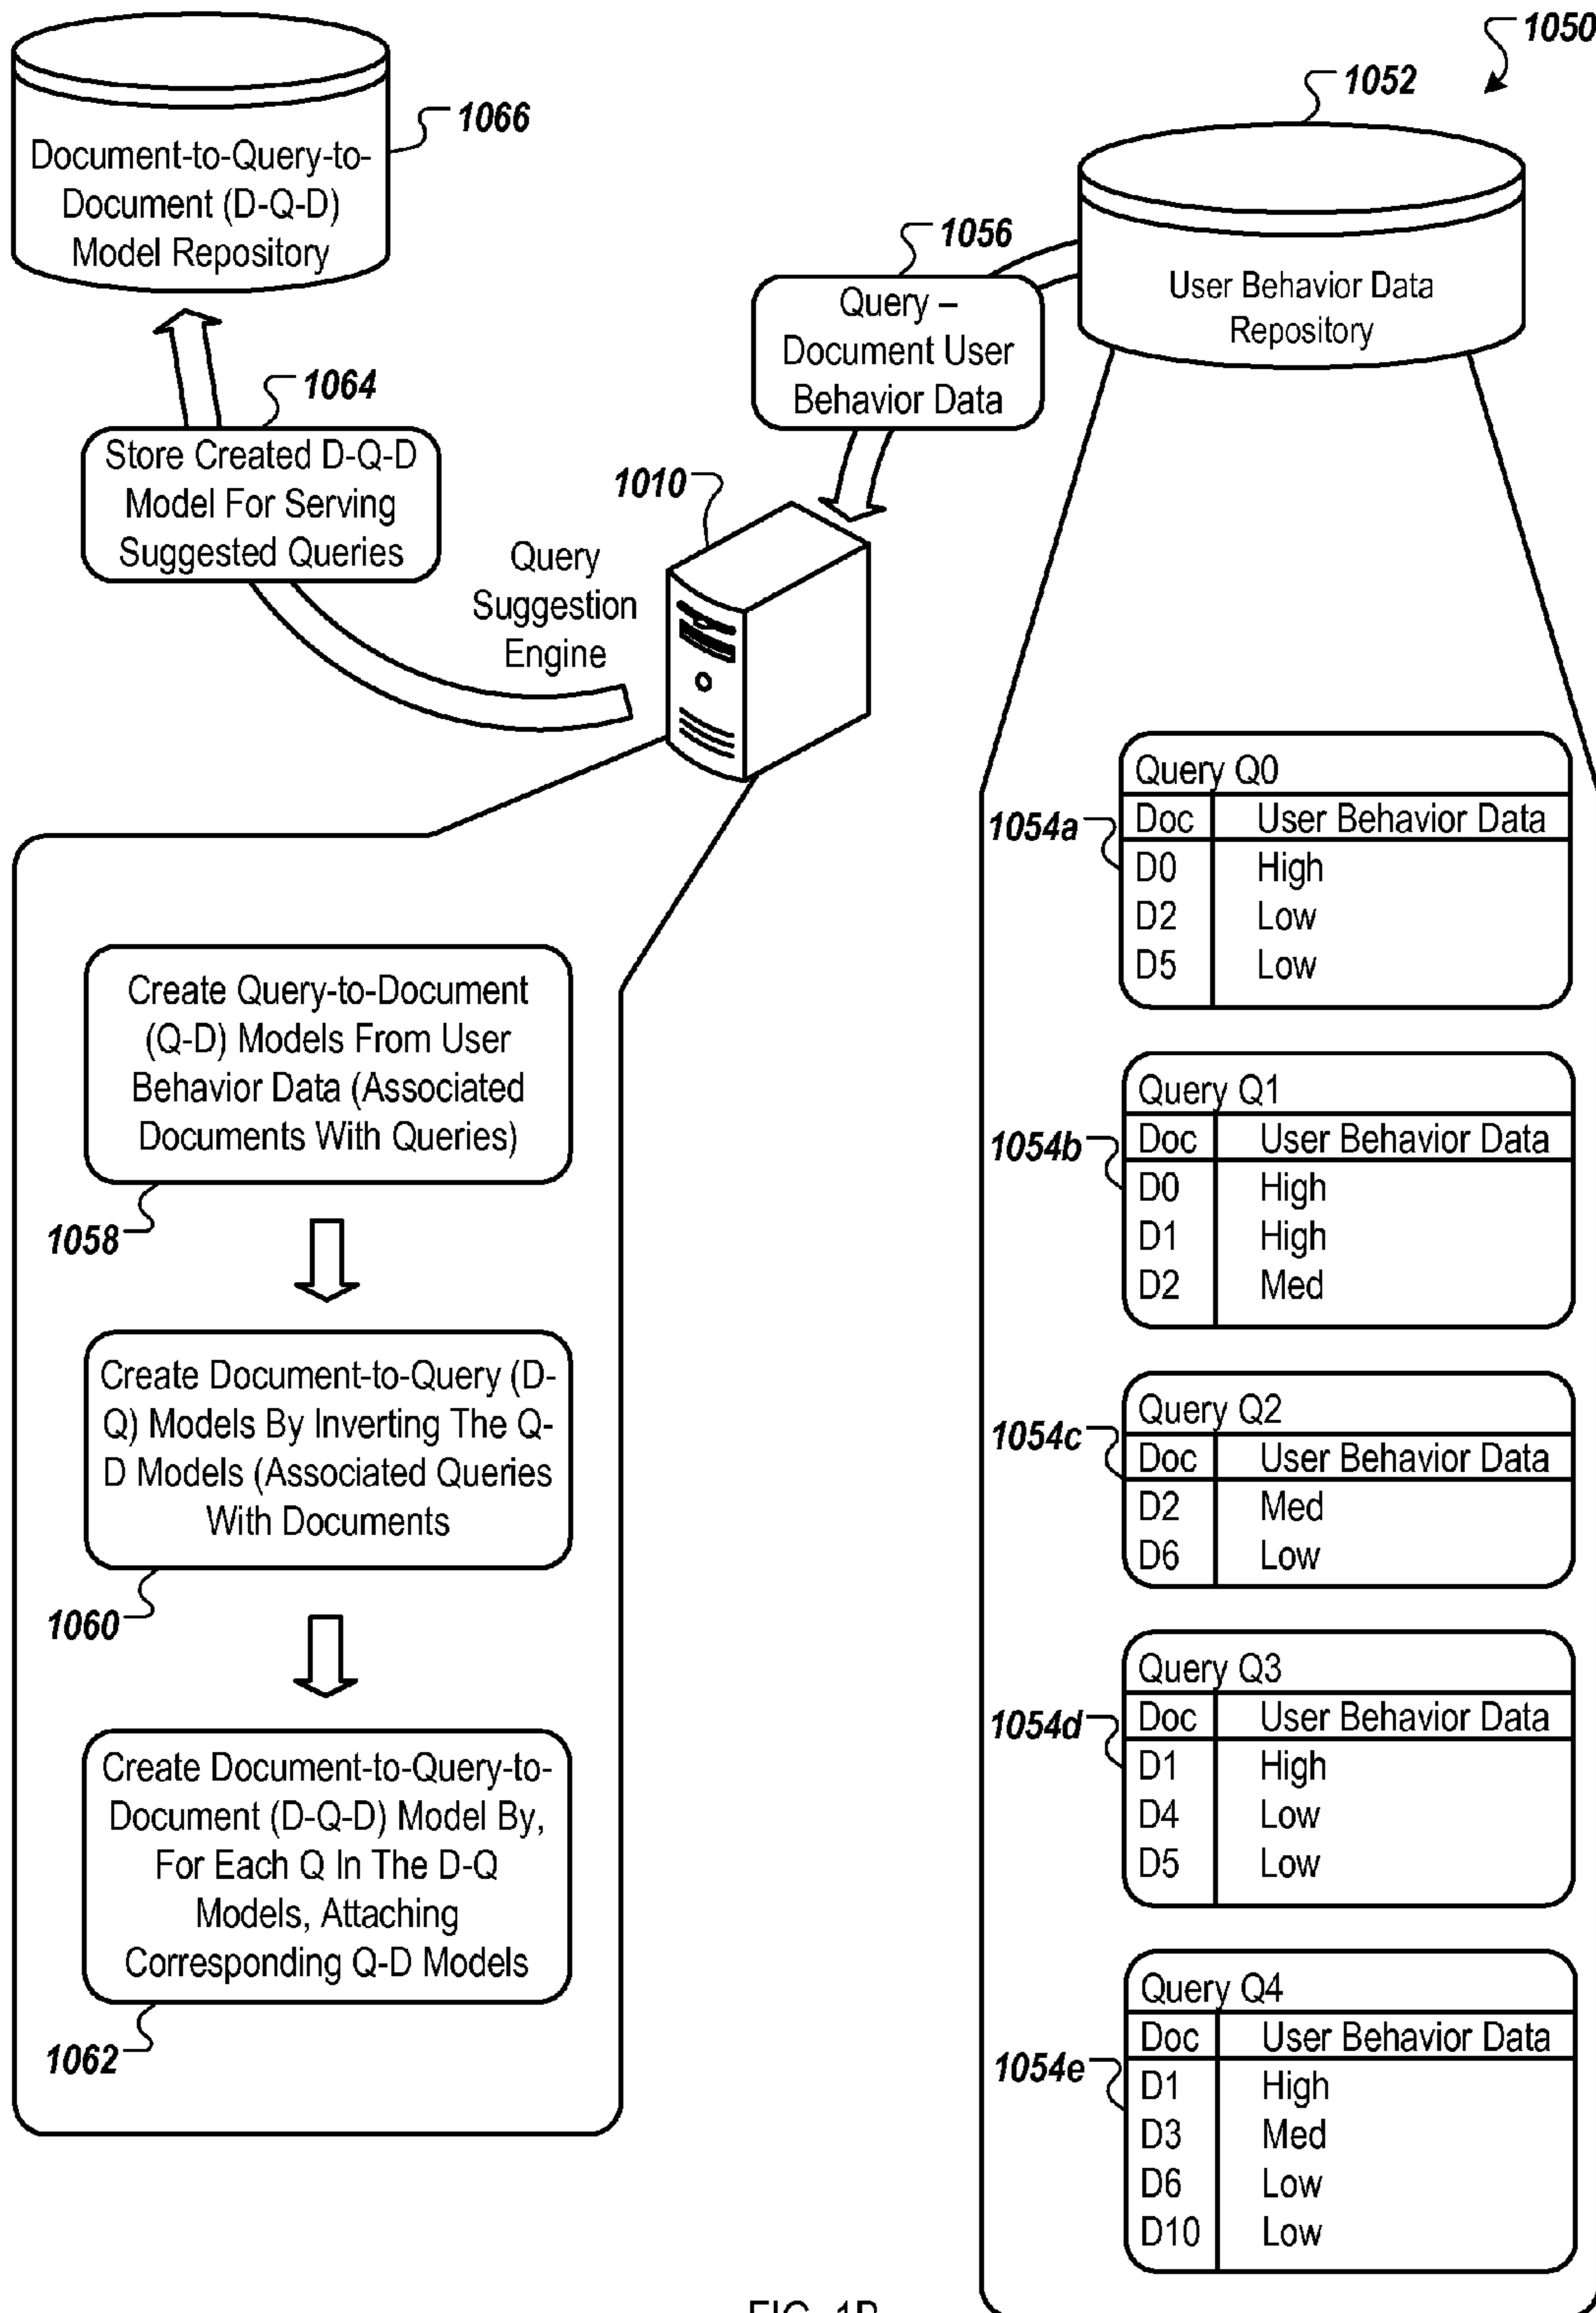 1050
1052
1066
Document-to-Query-to-
Document (D-Q-D)
Model Repository
1056
Query –
Document User
Behavior Data
User Behavior Data
Repository
1064
Store Created D-Q-D
Model For Serving
Suggested Queries
1010
Query
Suggestion
Engine
Create Query-to-Document
(Q-D) Models From User
Behavior Data (Associated
Documents With Queries)
1058
Create Document-to-Query (D-
Q) Models By Inverting The Q-
D Models (Associated Queries
With Documents
1060
Create Document-to-Query-to-
Document (D-Q-D) Model By,
For Each Q In The D-Q
Models, Attaching
Corresponding Q-D Models
1062
Query Q0
1054a
Doc User Behavior Data
D0 High
D2 Low
D5 Low
Query Q1
1054b
Doc User Behavior Data
D0 High
D1 High
D2 Med
Query Q2
1054c
Doc User Behavior Data
D2 Med
D6 Low
Query Q3
1054d
Doc User Behavior Data
D1 High
D4 Low
D5 Low
Query Q4
1054e
Doc User Behavior Data
D1 High
D3 Med
D6 Low
D10 Low
FIG. 1B